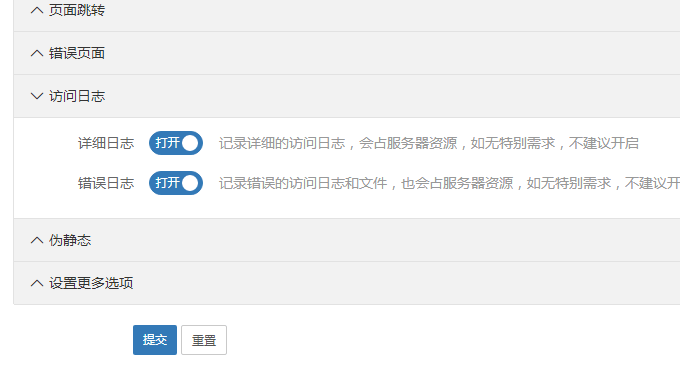 页面跳转
错误页面
访问日志
详细日志 打开 记录详细的访问日志，会占服务器资源，如无特别需求，不建议开启
错误日志 打开 记录错误的访问日志和文件，也会占服务器资源，如无特别需求，不建议开
伪静态
设置更多选项
提交 重置